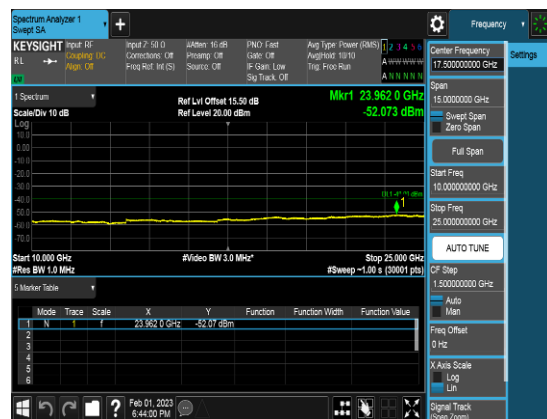 Spectrum Analyzer 1
Swept SA
Frequency
KEYSIGHT
RL
Input: RF
Coupling: DC
Align: Off
Input Z: 50 Ω
Corrections: Off
Freq Ref: Int (S)
#Atten: 16 dB
Preamp: Off
Source: Off
PNO: Fast
Gate: Off
IF Gain: Low
Sig Track: Off
Avg Type: Power (RMS)
Avg|Hold: 10/10
Trig: Free Run
1 2 3 4 5 6
A W W W W W
A N N N N N
1 Spectrum
Scale/Div 10 dB
Ref Lvl Offset 15.50 dB
Ref Level 20.00 dBm
Mkr1 23.962 0 GHz
-52.073 dBm
Log
10.0
0.00
-10.0
-20.0
-30.0
-40.0
-50.0
-60.0
-70.0
1
Start 10.000 GHz
#Video BW 3.0 MHz*
Stop 25.000 GHz
#Res BW 1.0 MHz
#Sweep ~1.00 s (30001 pts)
5 Marker Table
Mode Trace Scale X Y Function Function Width Function Value
1 N 1 f 23.962 0 GHz -52.07 dBm
2
3
4
5
6
Feb 01, 2023
6:44:00 PM
Center Frequency
17.500000000 GHz
Settings
Span
15.0000000 GHz
Swept Span
Zero Span
Full Span
Start Freq
10.000000000 GHz
Stop Freq
25.000000000 GHz
AUTO TUNE
CF Step
1.500000000 GHz
Auto
Man
Freq Offset
0 Hz
X Axis Scale
Log
Lin
Signal Track
(Span Zoom)